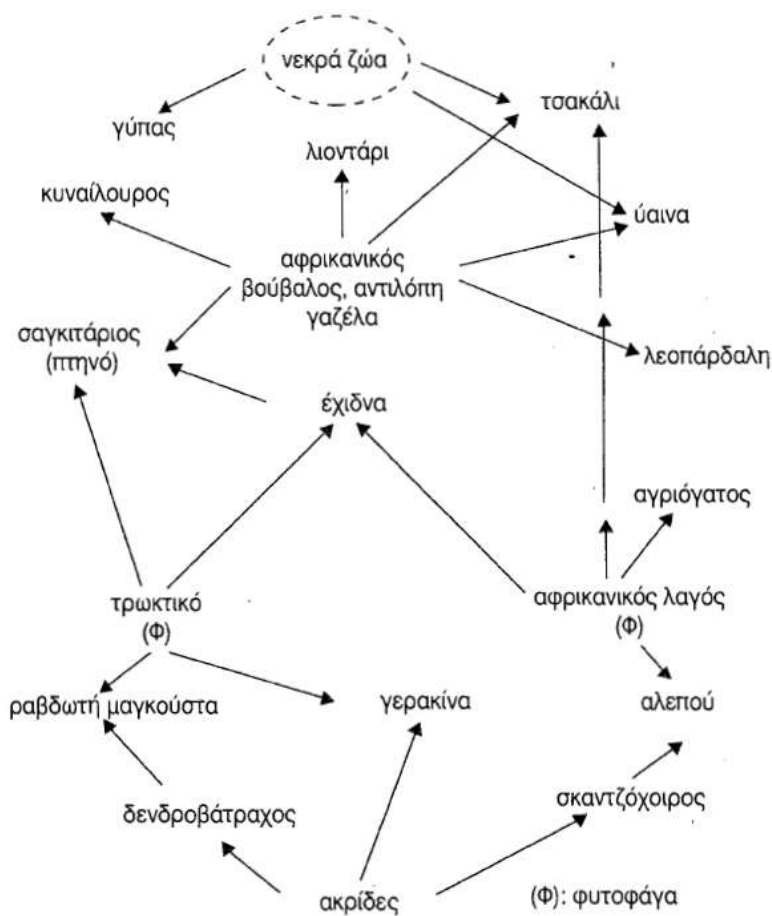 νεκρά ζώα
τσακάλι
γύπας
λιοντάρι
κυναίλουρος
ύαινα
αφρικανικός
βούβαλος, αντιλόπη
γαζέλα
σαγκιτάριος
(πτηνό)
λεοπάρδαλη
έχιδνα
αγριόγατος
τρωκτικό
(Φ)
αφρικανικός λαγός
(Φ)
ραβδωτή μαγκούστα
γερακίνα
αλεπού
δενδροβάτραχος
σκαντζόχοιρος
ακρίδες
(Φ): φυτοφάγα